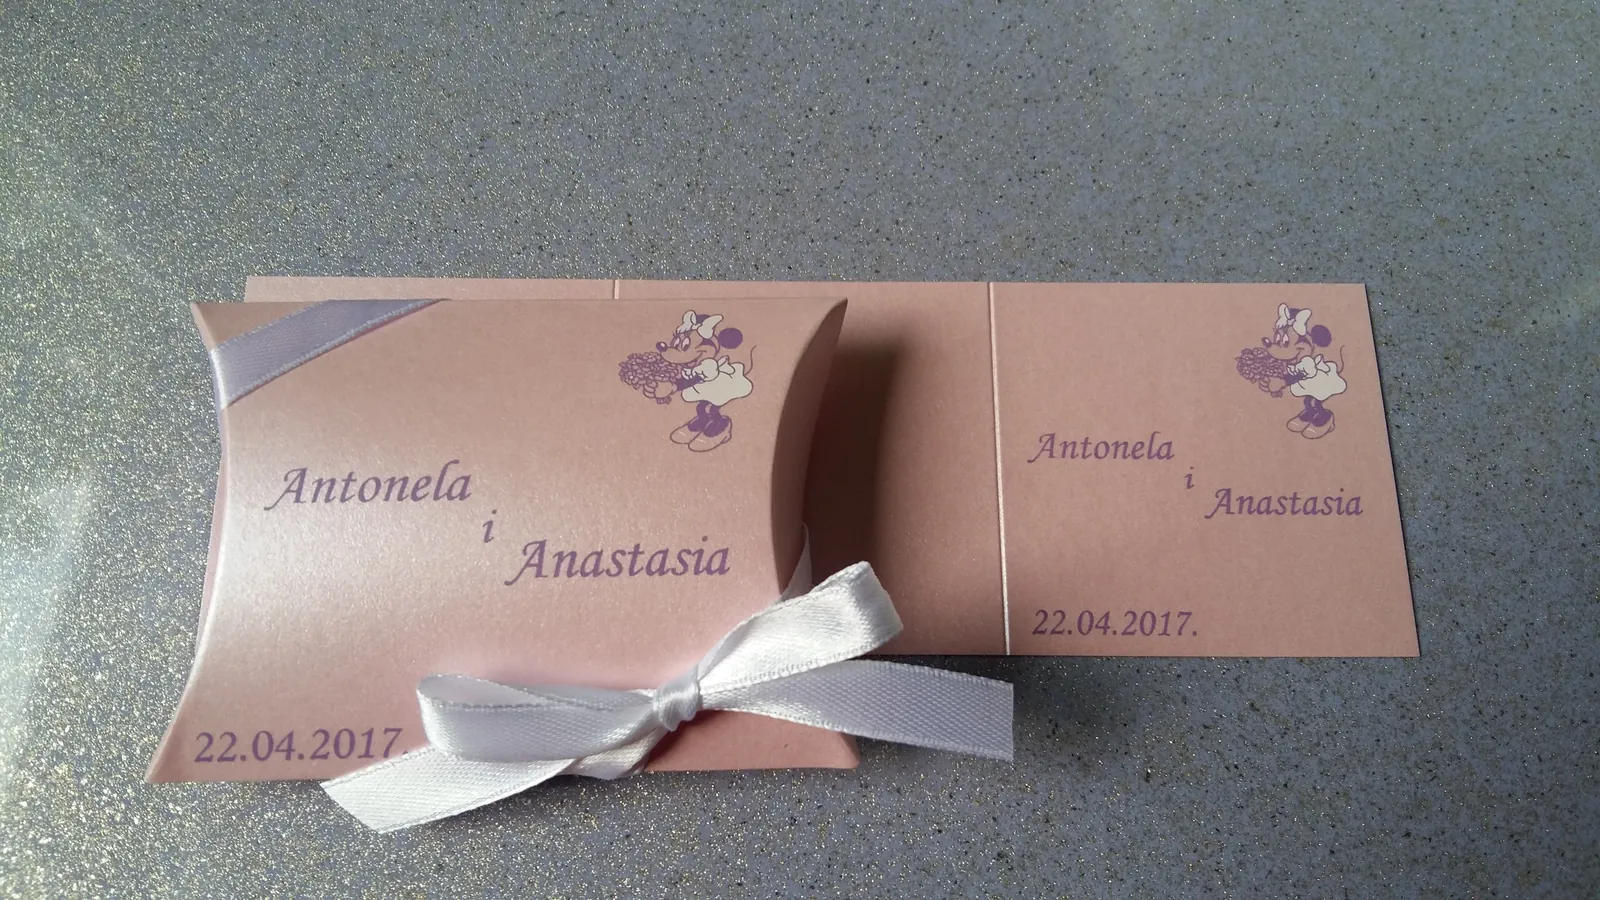 Antonela
i
Anastasia
22.04.2017.
Antonela
i
Anastasia
22.04.2017.